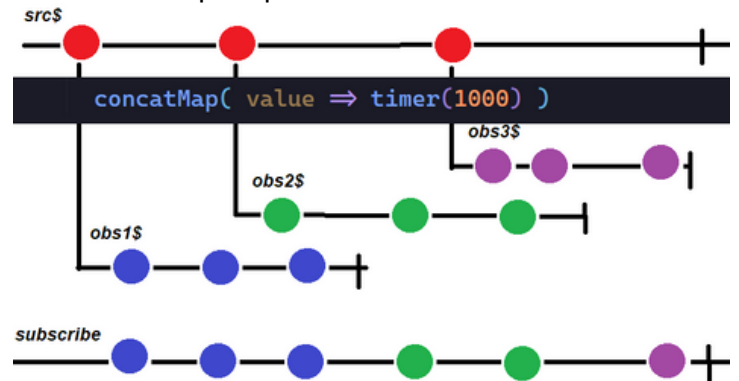 src$
concatMap( value => timer(1000) )
obs3$
obs2$
obs1$
subscribe